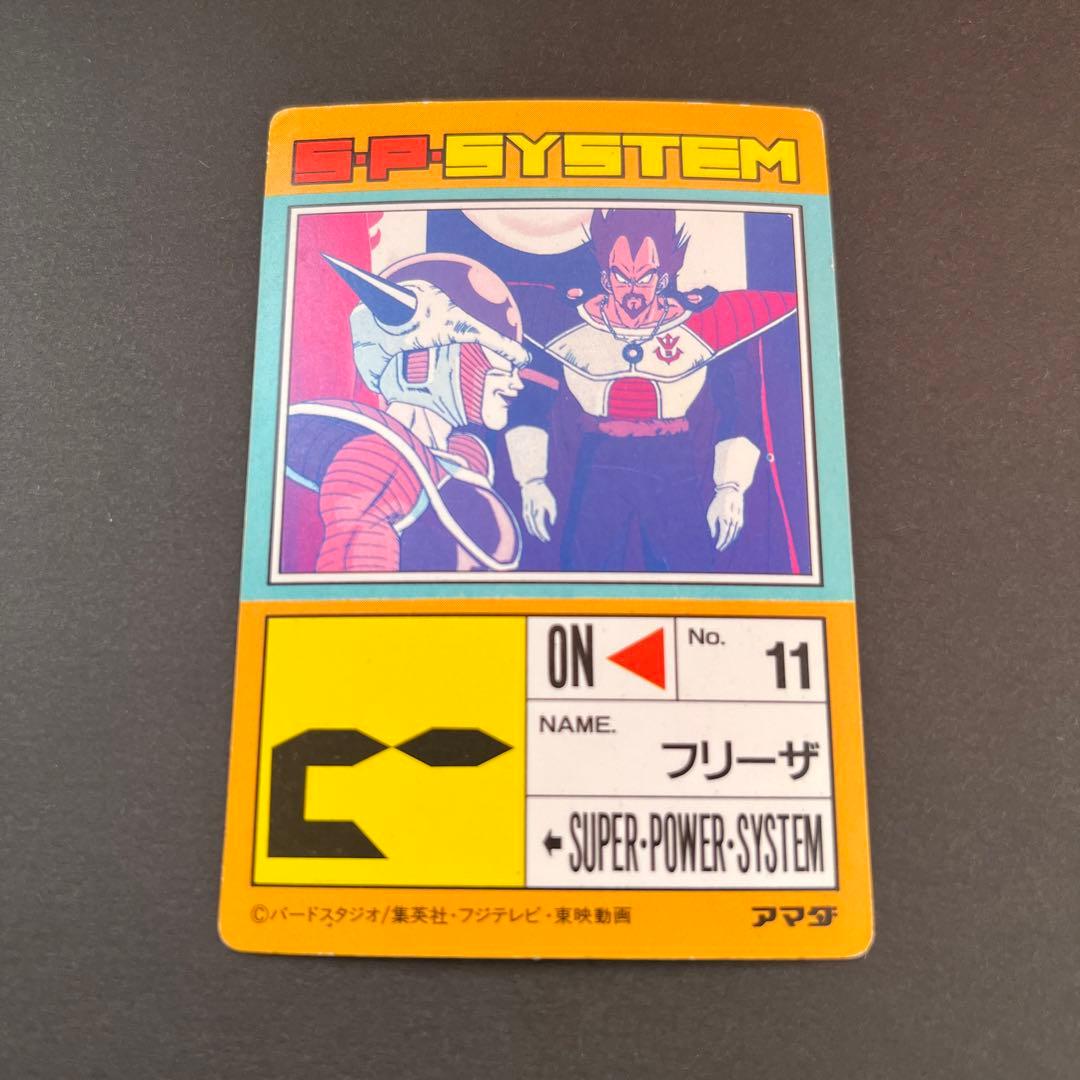 S·P·SYSTEM
ON
No.
11
NAME.
フリーザ
SUPER·POWER·SYSTEM
©バードスタジオ/集英社・フジテレビ・東映動画
アマダ